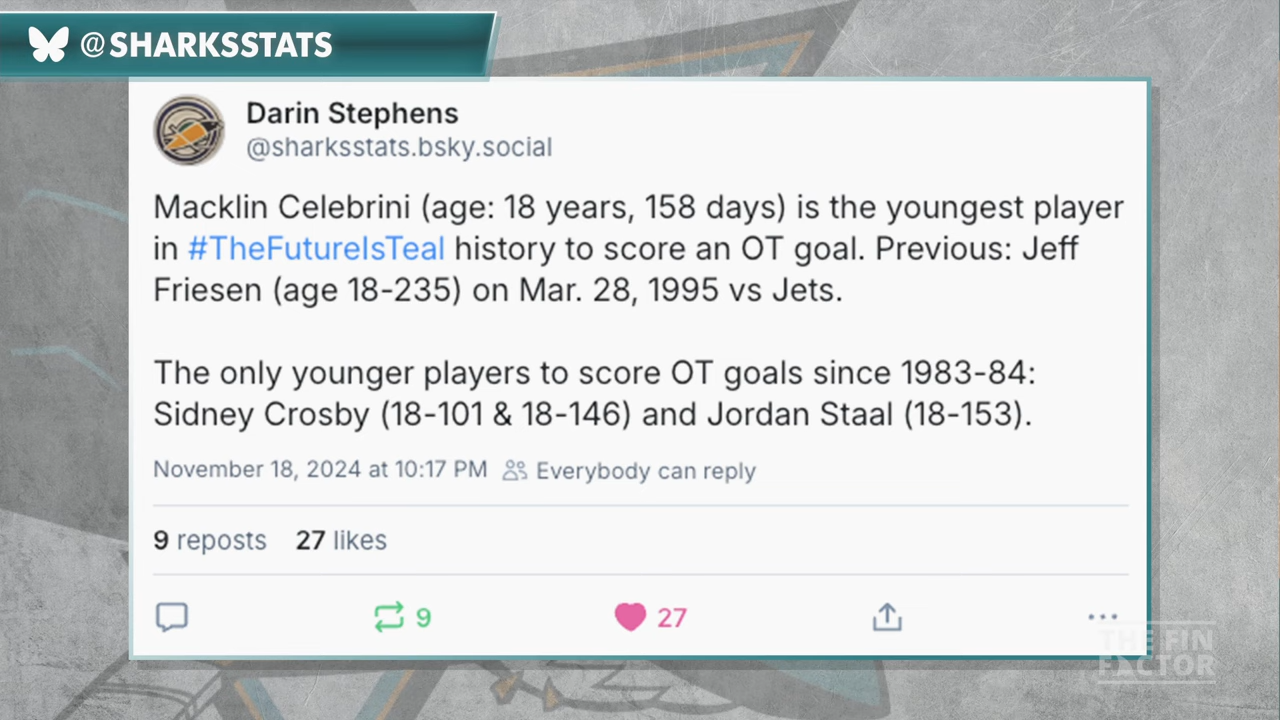 @SHARKSSTATS
Darin Stephens
@sharksstats.bsky.social
Macklin Celebrini (age: 18 years, 158 days) is the youngest player
in #TheFutureIsTeal history to score an OT goal. Previous: Jeff
Friesen (age 18-235) on Mar. 28, 1995 vs Jets.
The only younger players to score OT goals since 1983-84:
Sidney Crosby (18-101 & 18-146) and Jordan Staal (18-153).
November 18, 2024 at 10:17 PM Everybody can reply
9 reposts 27 likes
9 27
THE FIN
FACTOR